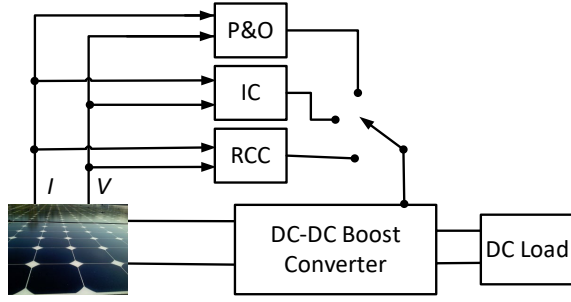 P&O
IC
RCC
I
V
DC-DC Boost
Converter
DC Load